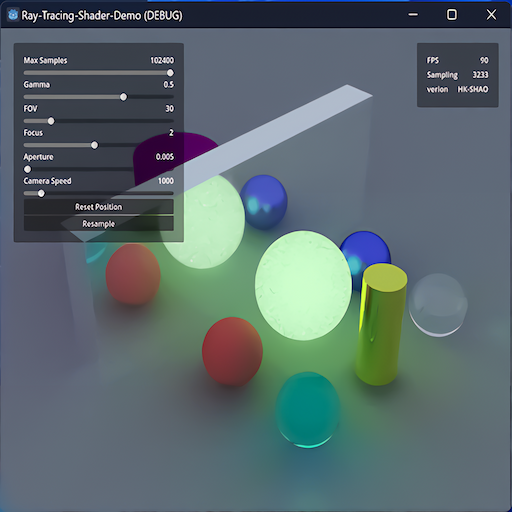 Ray-Tracing-Shader-Demo (DEBUG)
Max Samples 102400
Gamma 0.5
FOV 30
Focus 2
Aperture 0.005
Camera Speed 1000
Reset Position
Resample
FPS 90
Sampling 3233
verion HK-SHAO